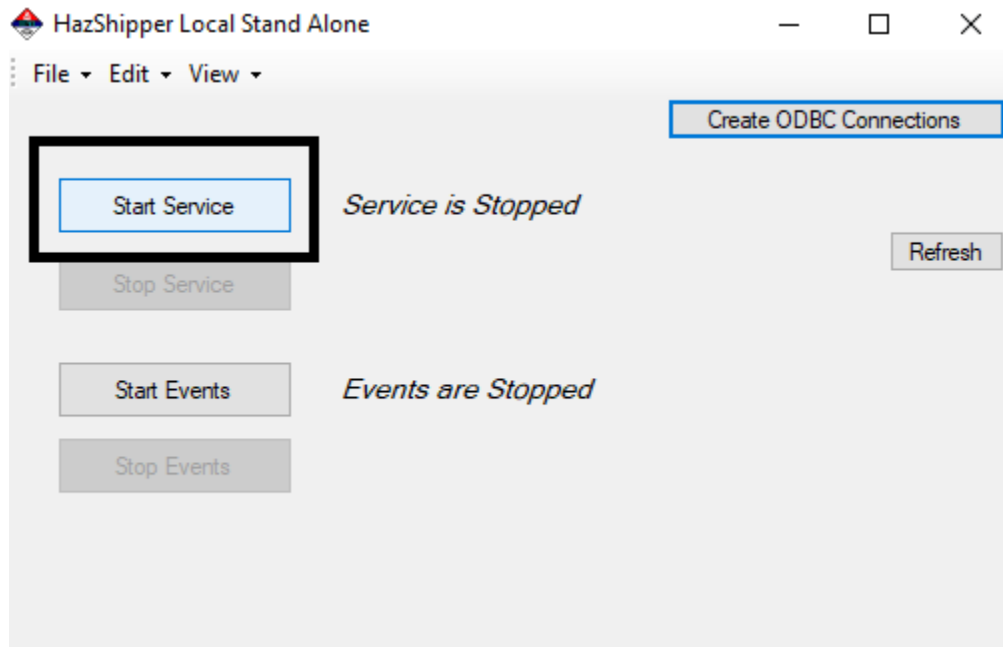 HazShipper Local Stand Alone
File Edit View
Create ODBC Connections
Start Service Service is Stopped
Refresh
Stop Service
Start Events Events are Stopped
Stop Events